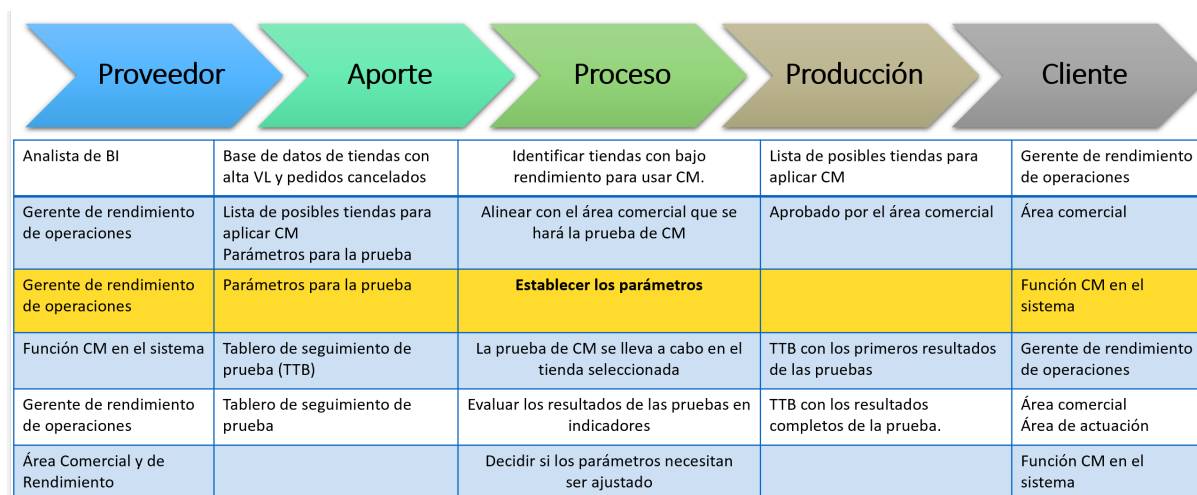 Proveedor
Aporte
Proceso
Producción
Cliente
Analista de BI
Base de datos de tiendas con
alta VL y pedidos cancelados
Identificar tiendas con bajo
rendimiento para usar CM.
Lista de posibles tiendas para
aplicar CM
Gerente de rendimiento
de operaciones
Gerente de rendimiento
de operaciones
Lista de posibles tiendas para
aplicar CM
Parámetros para la prueba
Alinear con el área comercial que se
hará la prueba de CM
Aprobado por el área comercial
Área comercial
Gerente de rendimiento
de operaciones
Parámetros para la prueba
Establecer los parámetros
Función CM en el
sistema
Función CM en el sistema
Tablero de seguimiento de
prueba (TTB)
La prueba de CM se lleva a cabo en el
tienda seleccionada
TTB con los primeros resultados
de las pruebas
Gerente de rendimiento
de operaciones
Gerente de rendimiento
de operaciones
Tablero de seguimiento de
prueba
Evaluar los resultados de las pruebas en
indicadores
TTB con los resultados
completos de la prueba.
Área comercial
Área de actuación
Área Comercial y de
Rendimiento
Decidir si los parámetros necesitan
ser ajustado
Función CM en el
sistema